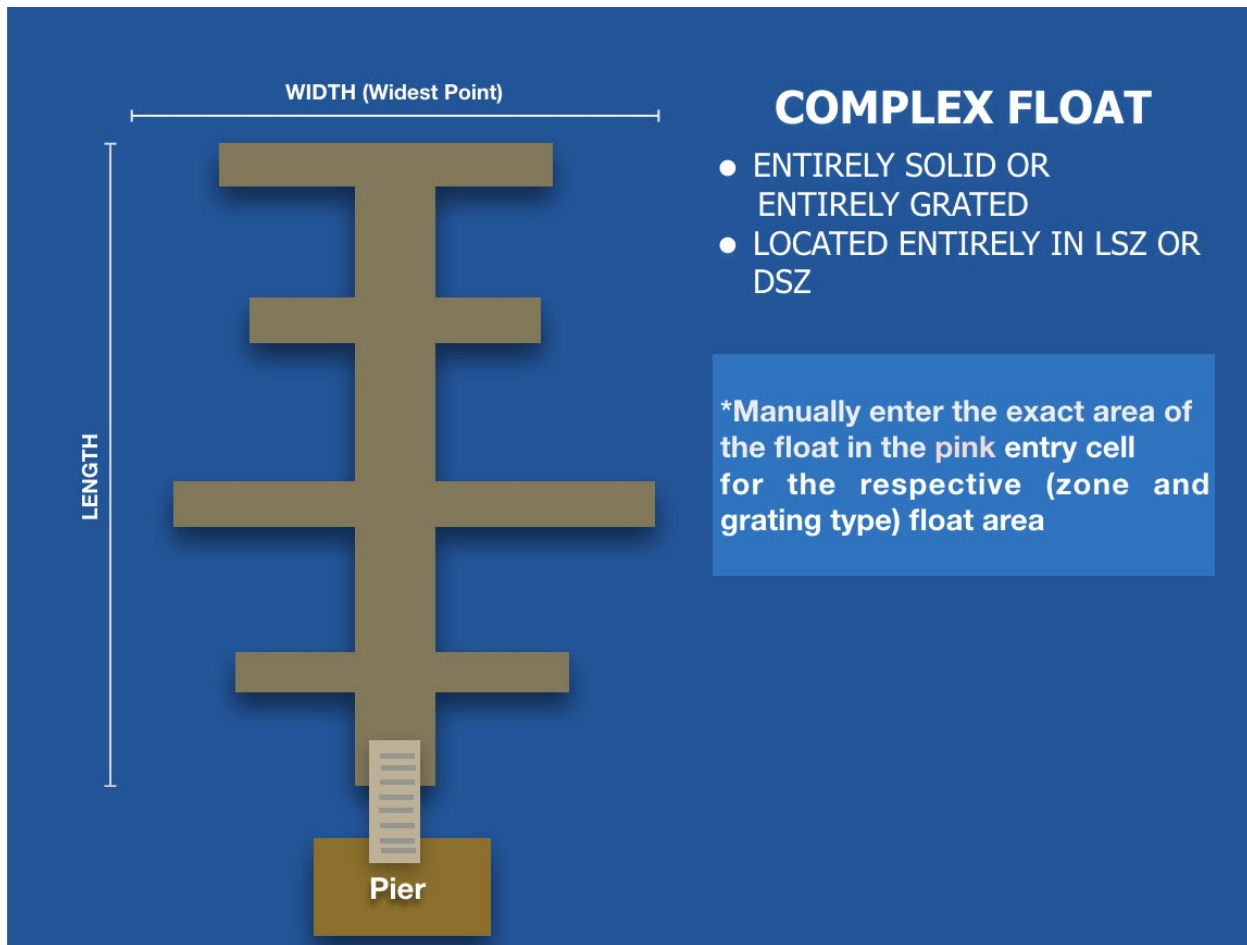 WIDTH (Widest Point)
COMPLEX FLOAT
● ENTIRELY SOLID OR
ENTIRELY GRATED
● LOCATED ENTIRELY IN LSZ OR
DSZ
LENGTH
*Manually enter the exact area of
the float in the pink entry cell
for the respective (zone and
grating type) float area
Pier